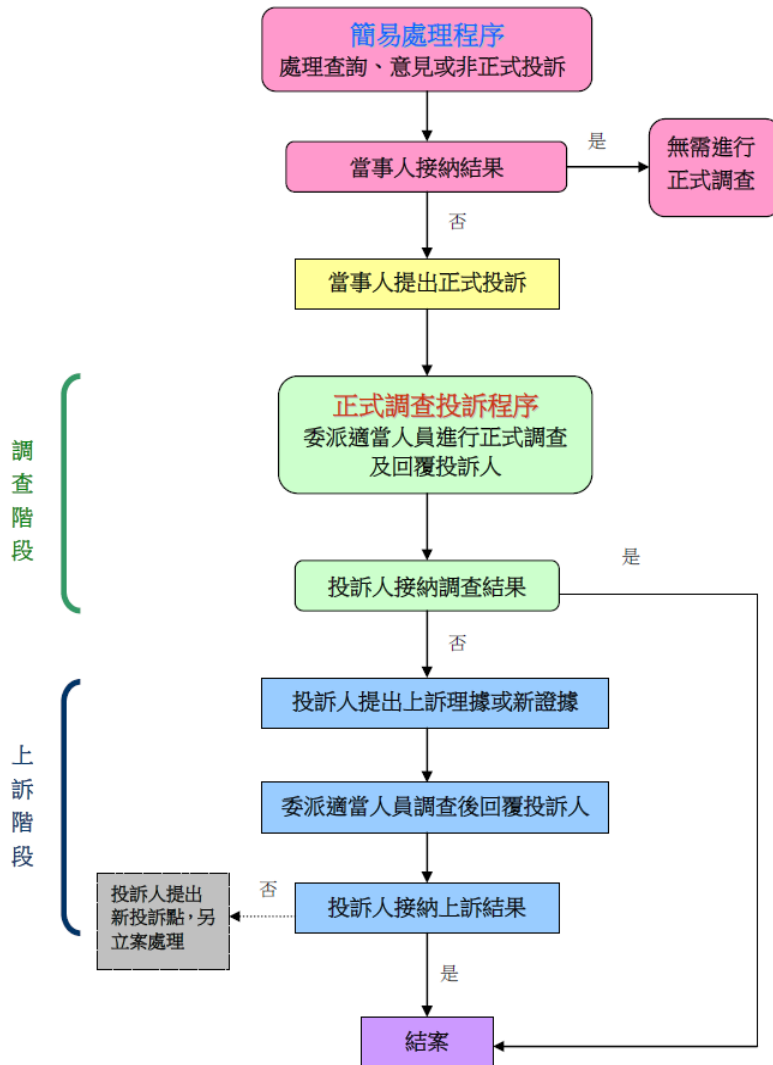 簡易處理程序
處理查詢、意見或非正式投訴
當事人接納結果
是
無需進行
正式調查
否
當事人提出正式投訴
調查階段
正式調查投訴程序
委派適當人員進行正式調查
及回覆投訴人
投訴人接納調查結果
是
否
上訴階段
投訴人提出上訴理據或新證據
委派適當人員調查後回覆投訴人
投訴人接納上訴結果
否
投訴人提出
新投訴點，另
立案處理
是
結案